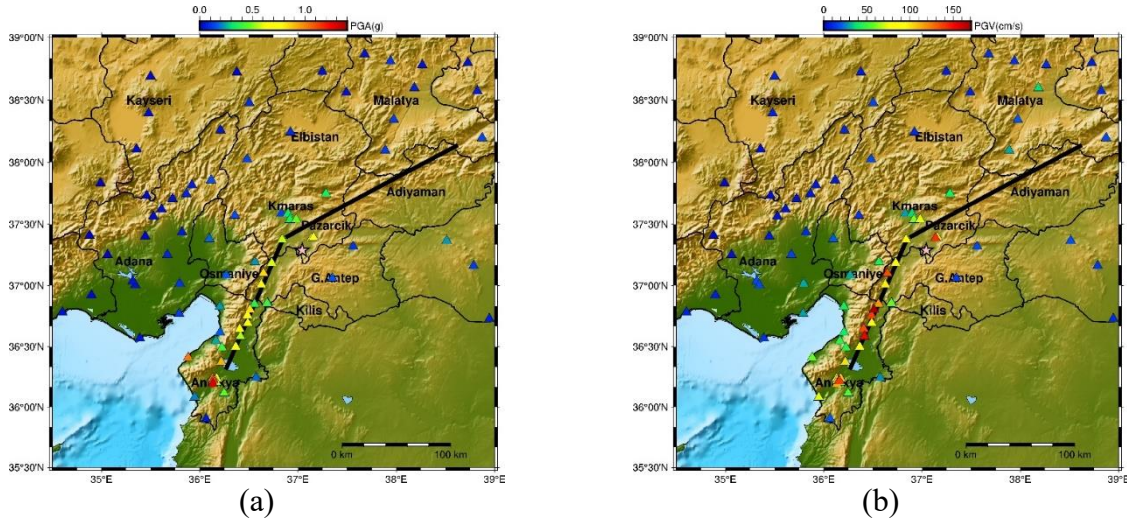 0.0 0.5 1.0 PGA(g)
39°00'N
38°30'N
38°00'N
37°30'N
37°00'N
36°30'N
36°00'N
35°30'N
35°E 36°E 37°E 38°E 39°E
Kayseri
Malatya
Elbistan
Adiyaman
Kmaras
Pazarcik
Adana
Osmaniye
G.Antep
Kilis
0 km 100 km
(a)
0 50 100 150 PGV(cm/s)
39°00'N
38°30'N
38°00'N
37°30'N
37°00'N
36°30'N
36°00'N
35°30'N
35°E 36°E 37°E 38°E 39°E
Kayseri
Malatya
Elbistan
Adiyaman
Kmaras
Pazarcik
Adana
Osmaniye
G.Antep
Kilis
0 km 100 km
(b)